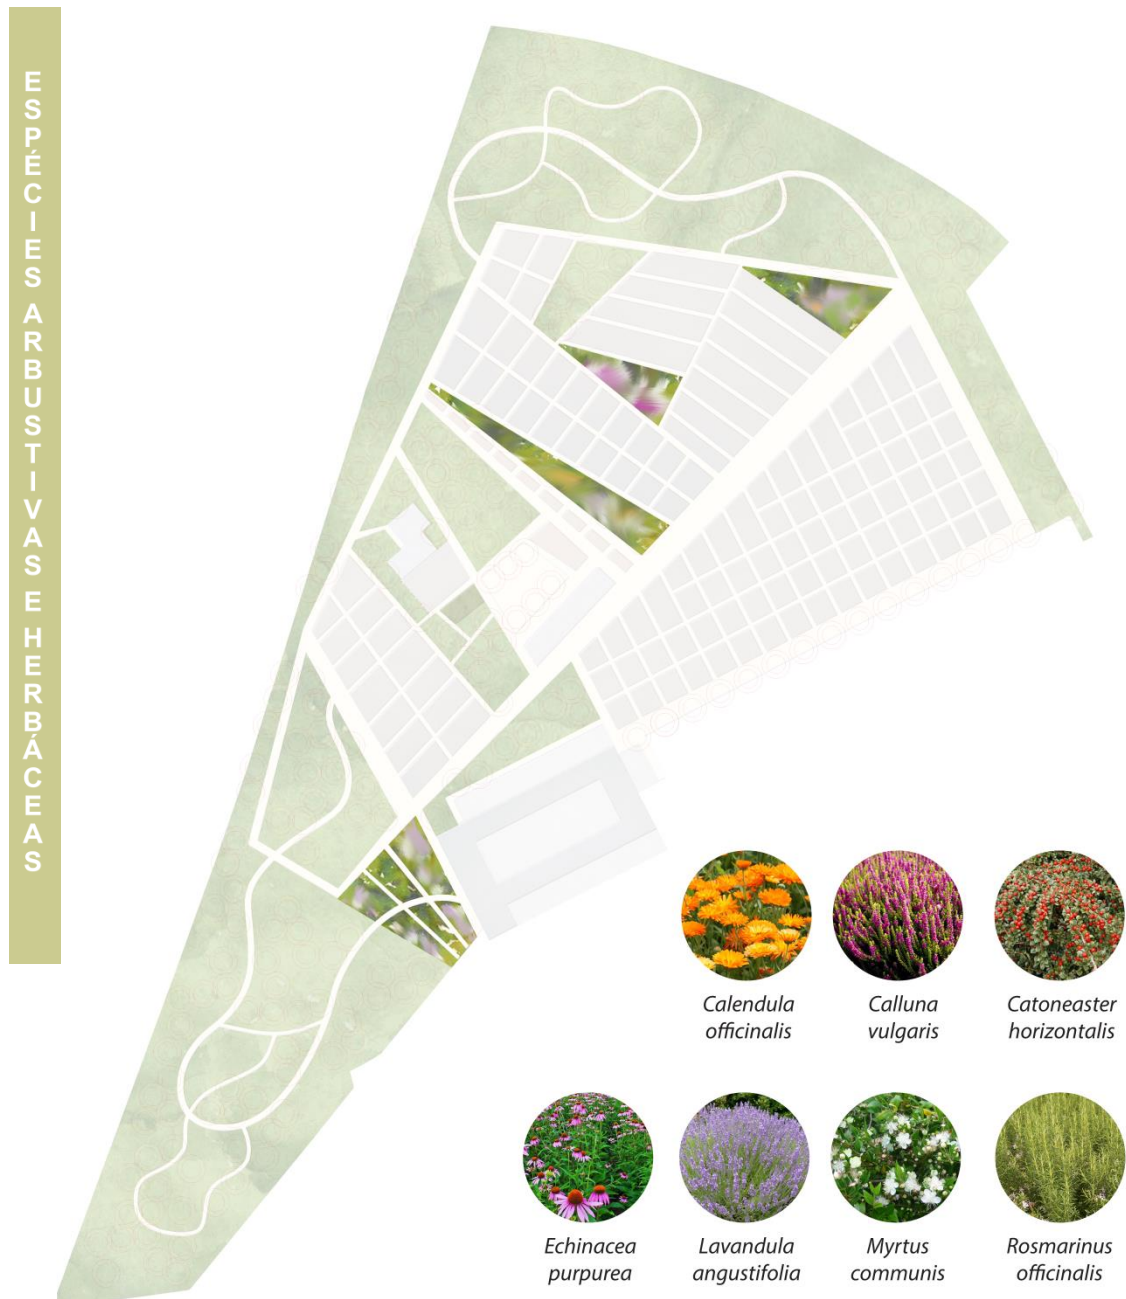 ESPÉCIES ARBUSTIVAS E HERBÁCEAS
Calendula
officinalis
Calluna
vulgaris
Catoneaster
horizontalis
Echinacea
purpurea
Lavandula
angustifolia
Myrtus
communis
Rosmarinus
officinalis